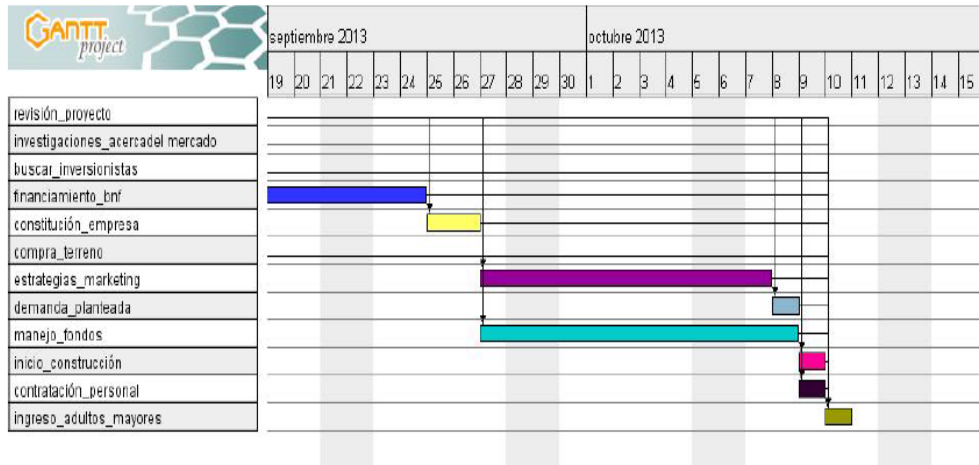 GANTT
project
septiembre 2013
octubre 2013
19 20 21 22 23 24 25 26 27 28 29 30 1 2 3 4 5 6 7 8 9 10 11 12 13 14 15
revisión_proyecto
investigaciones_acercadel mercado
buscar_inversionistas
financiamiento_bnf
constitución_empresa
compra_terreno
estrategias_marketing
demanda_planteada
manejo_fondos
inicio_construcción
contratación_personal
ingreso_adultos_mayores